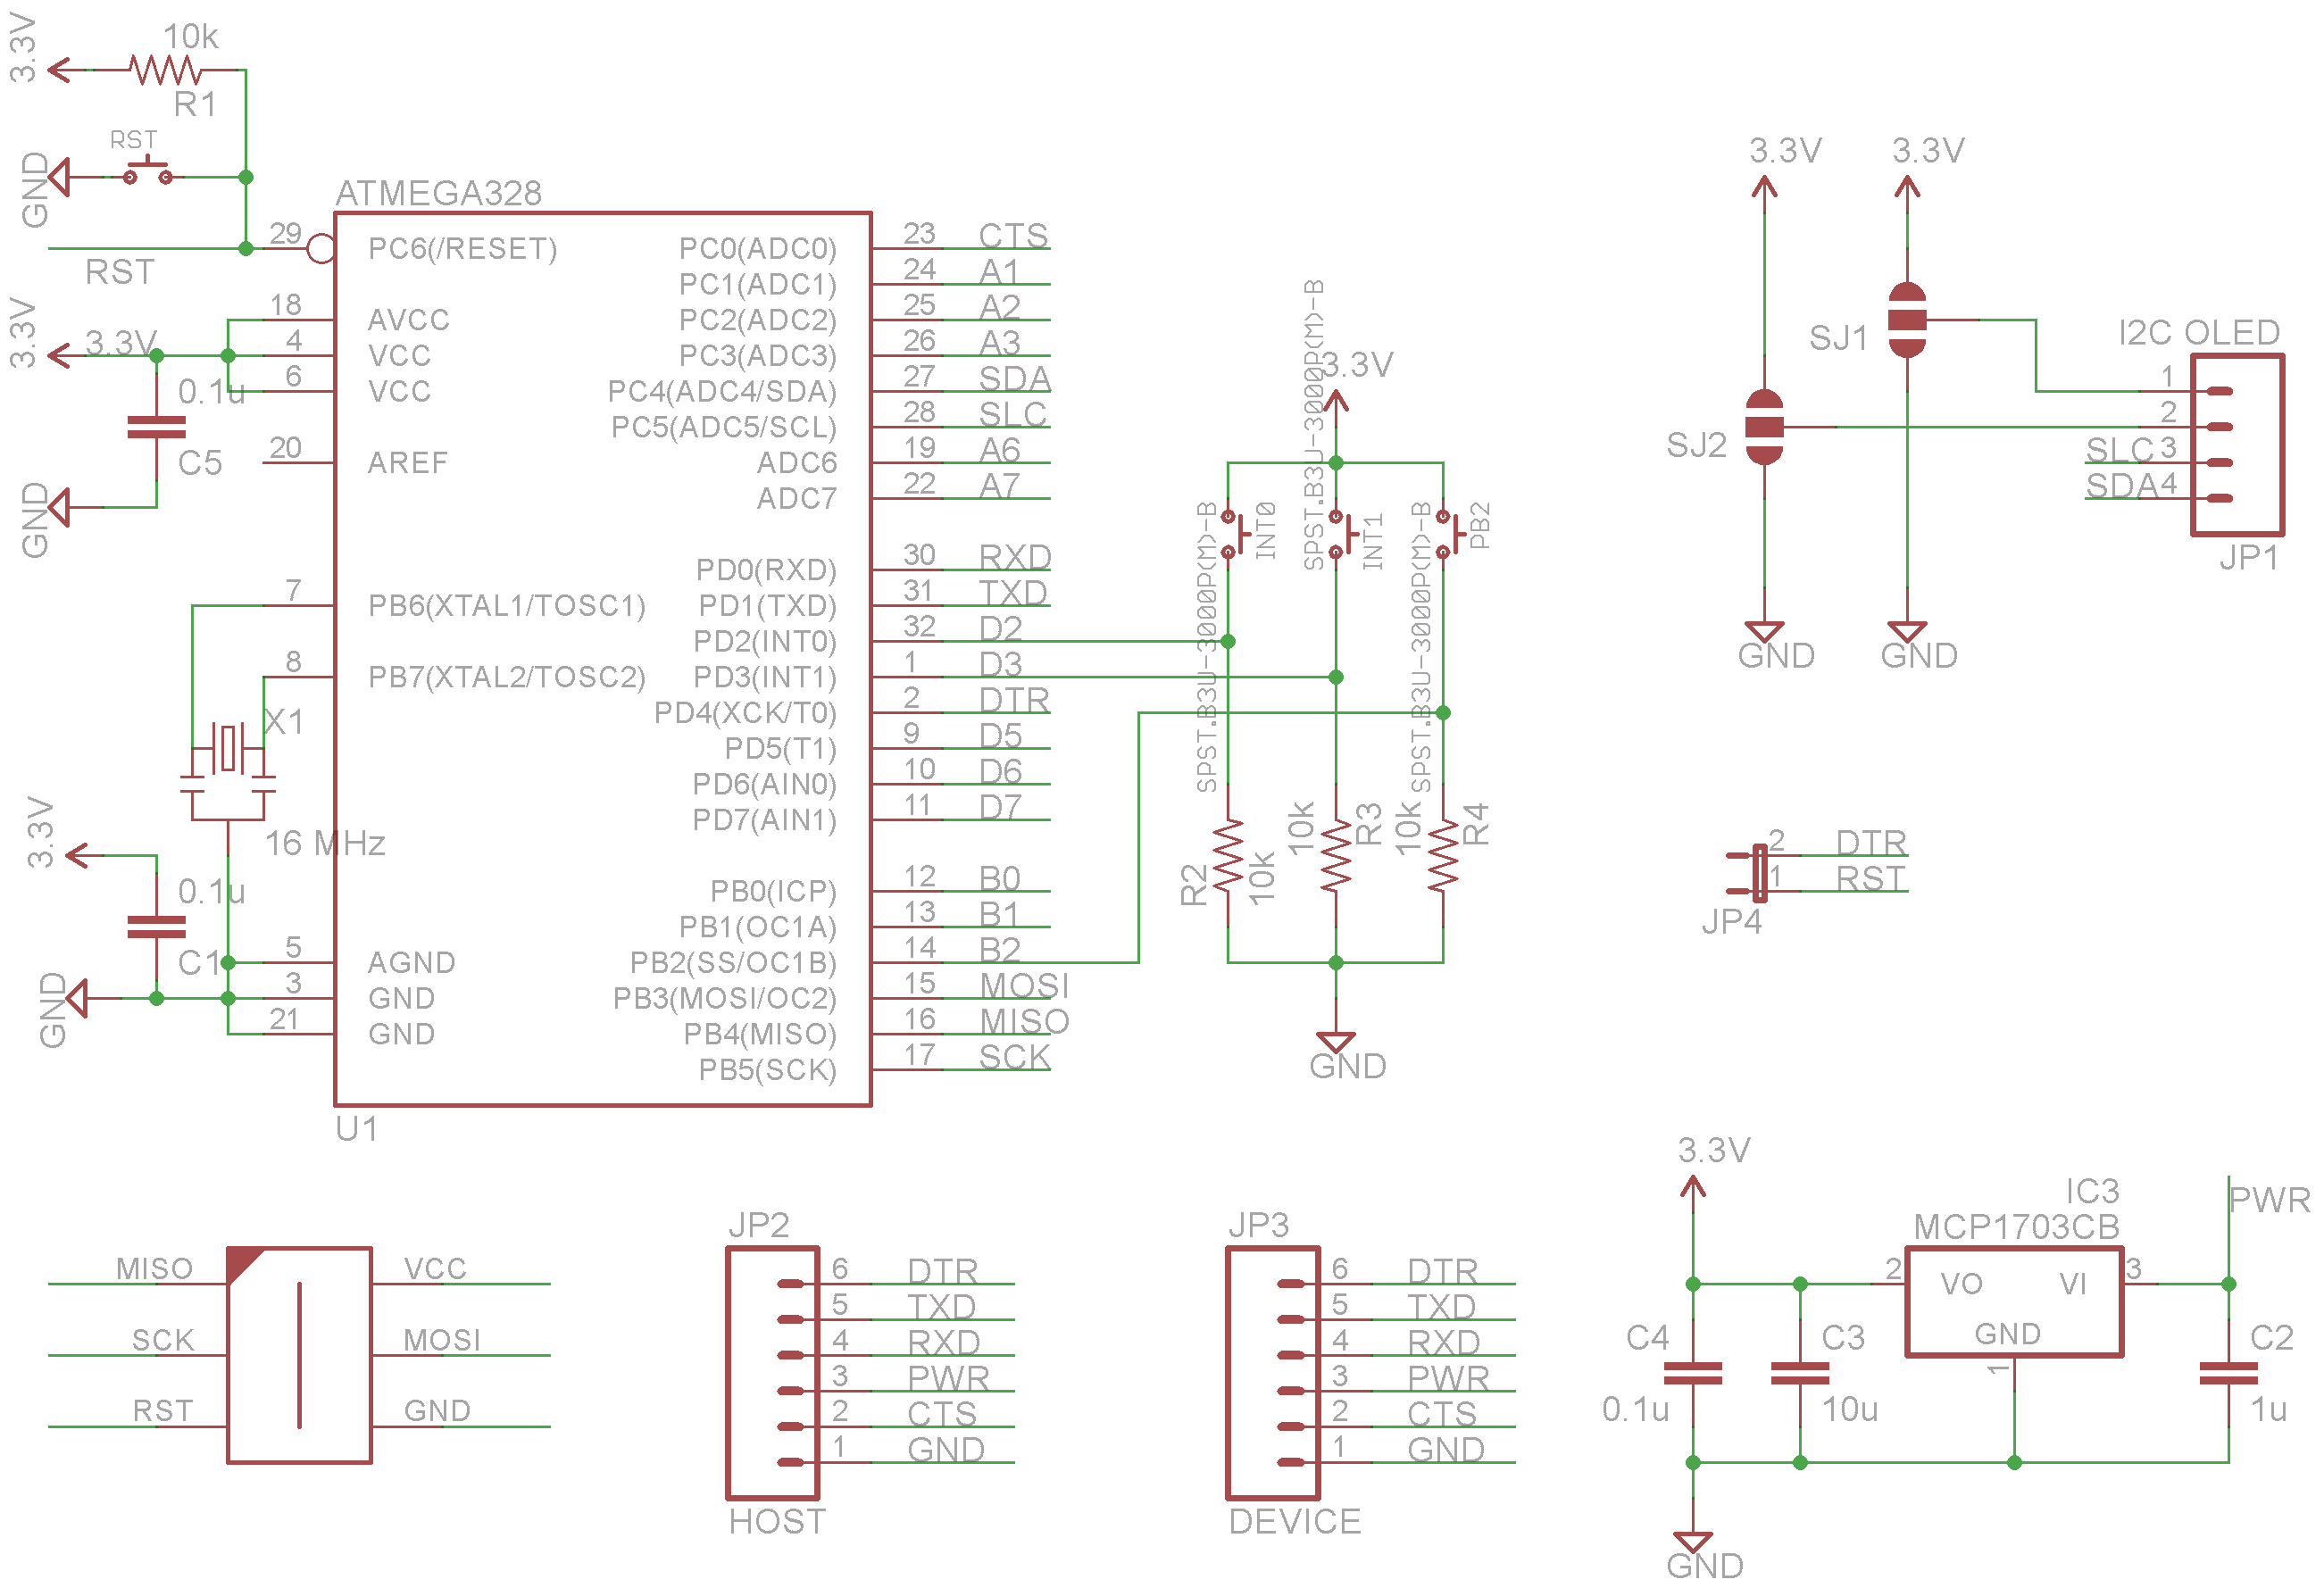 3.3V
10k
R1
GND
RST
RST
ATMEGA328
29 PC6(/RESET)
3.3V
3.3V
18 AVCC
4 VCC
6 VCC
0.1u
C5
GND
20 AREF
7 PB6(XTAL1/TOSC1)
8 PB7(XTAL2/TOSC2)
X1
16 MHz
3.3V
0.1u
C1
GND
5 AGND
3 GND
21 GND
U1
PC0(ADC0) 23 CTS
PC1(ADC1) 24 A1
PC2(ADC2) 25 A2
PC3(ADC3) 26 A3
PC4(ADC4/SDA) 27 SDA
PC5(ADC5/SCL) 28 SLC
ADC6 19 A6
ADC7 22 A7
PD0(RXD) 30 RXD
PD1(TXD) 31 TXD
PD2(INT0) 32 D2
PD3(INT1) 1 D3
PD4(XCK/T0) 2 DTR
PD5(T1) 9 D5
PD6(AIN0) 10 D6
PD7(AIN1) 11 D7
PB0(ICP) 12 B0
PB1(OC1A) 13 B1
PB2(SS/OC1B) 14 B2
PB3(MOSI/OC2) 15 MOSI
PB4(MISO) 16 MISO
PB5(SCK) 17 SCK
3.3V
SPST.B3U-3000P(M)-B
INT0
SPST.B3U-3000P(M)-B
INT1
SPST.B3U-3000P(M)-B
PB2
R2
10k
10k
R3
10k
R4
GND
3.3V
3.3V
SJ1
SJ2
GND
GND
I2C OLED
1
2
SLC 3
SDA 4
JP1
2 DTR
1 RST
JP4
MISO
SCK
RST
VCC
MOSI
GND
JP2
6 DTR
5 TXD
4 RXD
3 PWR
2 CTS
1 GND
HOST
JP3
6 DTR
5 TXD
4 RXD
3 PWR
2 CTS
1 GND
DEVICE
3.3V
IC3
MCP1703CB
PWR
2 VO
VI 3
GND
1
C4
0.1u
C3
10u
C2
1u
GND